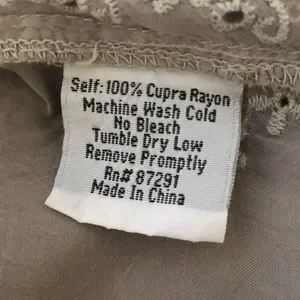 Self:100% Cupra Rayon
Machine Wash Cold
No Bleach
Tumble Dry Low
Remove Promptly
Rn# 87291
Made In China